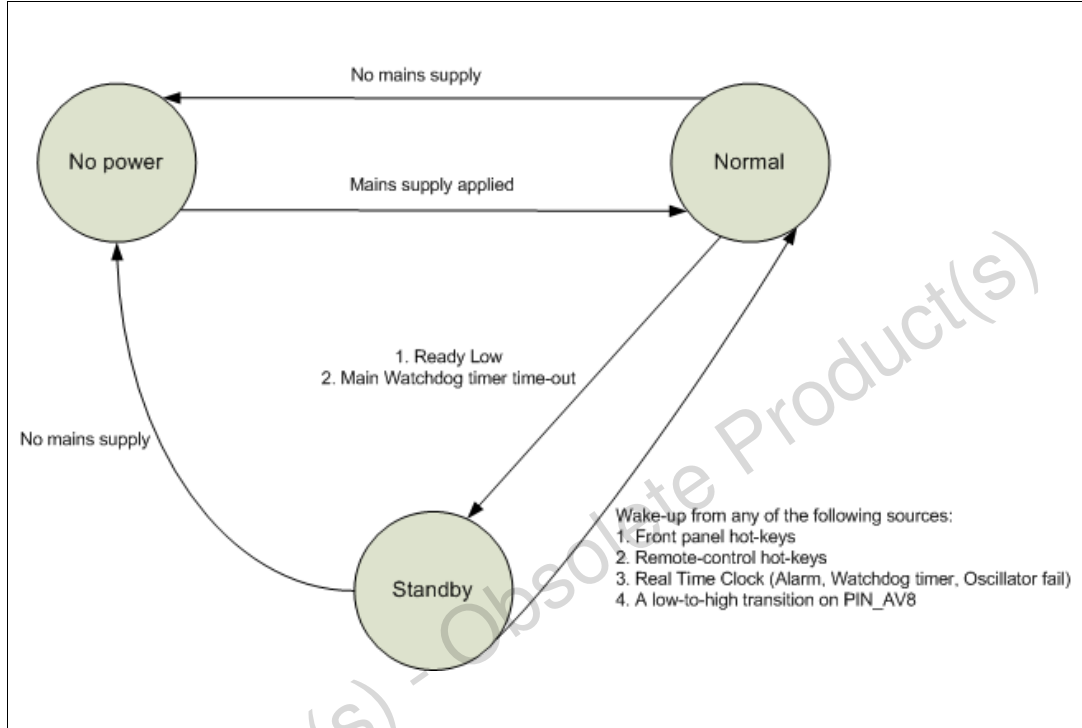 No mains supply
No power
Normal
Mains supply applied
1. Ready Low
2. Main Watchdog timer time-out
No mains supply
Wake-up from any of the following sources:
1. Front panel hot-keys
2. Remote-control hot-keys
3. Real Time Clock (Alarm, Watchdog timer, Oscillator fail)
4. A low-to-high transition on PIN_AV8
Standby
(s) - Obsolete Product(s)